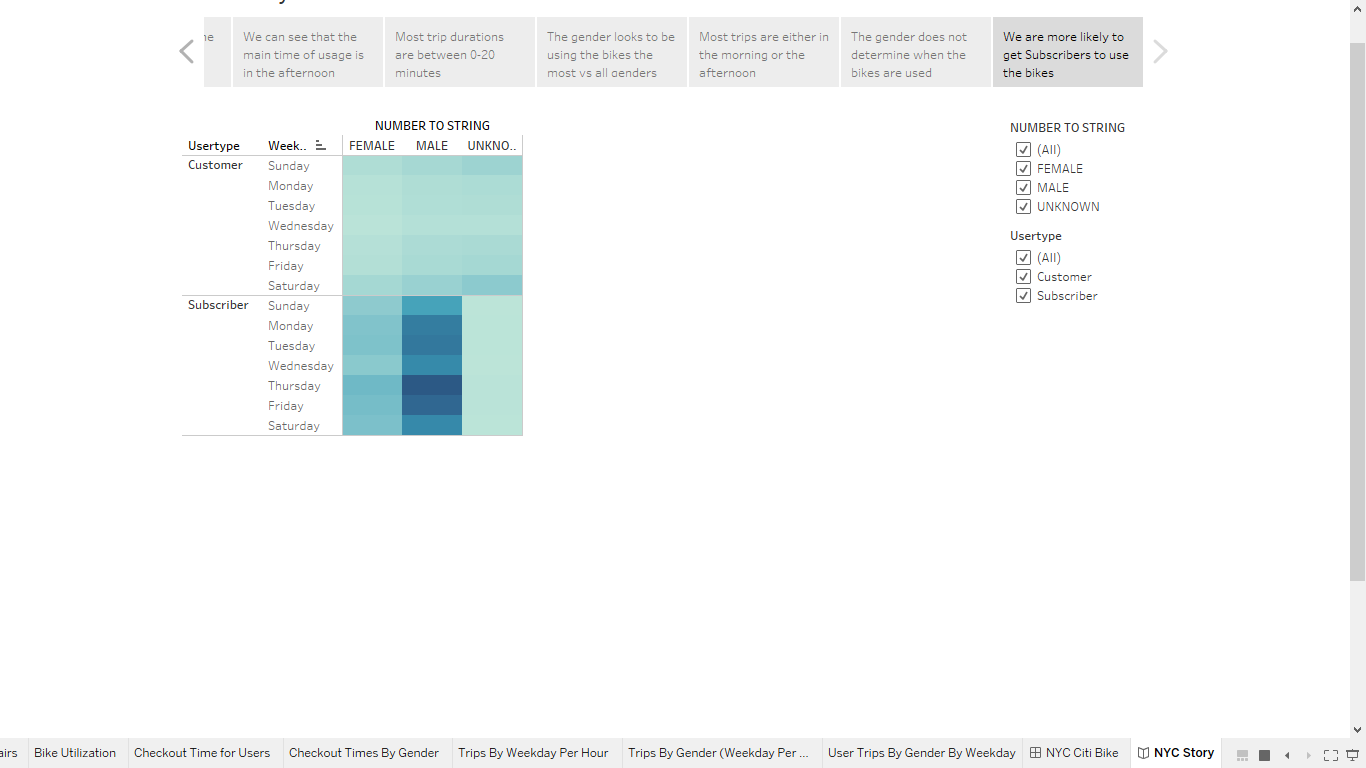 ne
We can see that the
main time of usage is
in the afternoon
Most trip durations
are between 0-20
minutes
The gender looks to be
using the bikes the
most vs all genders
Most trips are either in
the morning or the
afternoon
The gender does not
determine when the
bikes are used
We are more likely to
get Subscribers to use
the bikes
NUMBER TO STRING
Usertype Week.. FEMALE MALE UNKNO..
Customer Sunday
Monday
Tuesday
Wednesday
Thursday
Friday
Saturday
Subscriber Sunday
Monday
Tuesday
Wednesday
Thursday
Friday
Saturday
NUMBER TO STRING
(All)
FEMALE
MALE
UNKNOWN
Usertype
(All)
Customer
Subscriber
airs Bike Utilization Checkout Time for Users Checkout Times By Gender Trips By Weekday Per Hour Trips By Gender (Weekday Per ... User Trips By Gender By Weekday NYC Citi Bike NYC Story